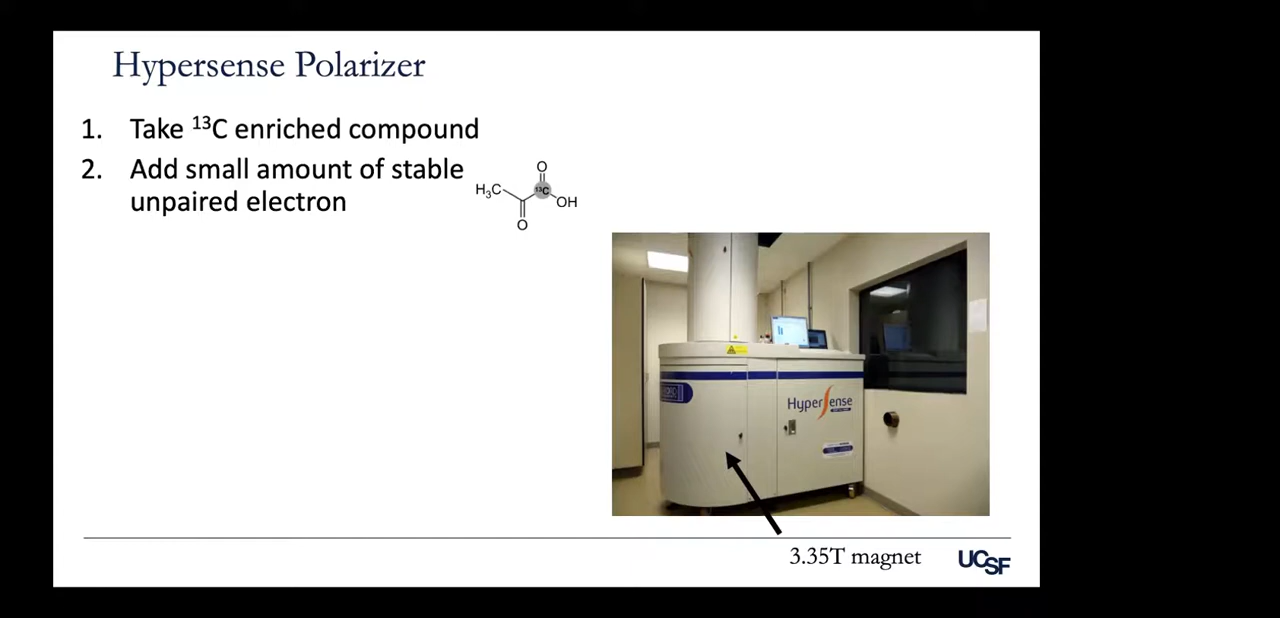 Hypersense Polarizer
1. Take ¹³C enriched compound
2. Add small amount of stable
unpaired electron
O
H₃C
¹³C
OH
O
HyperSense
3.35T magnet
UCSF